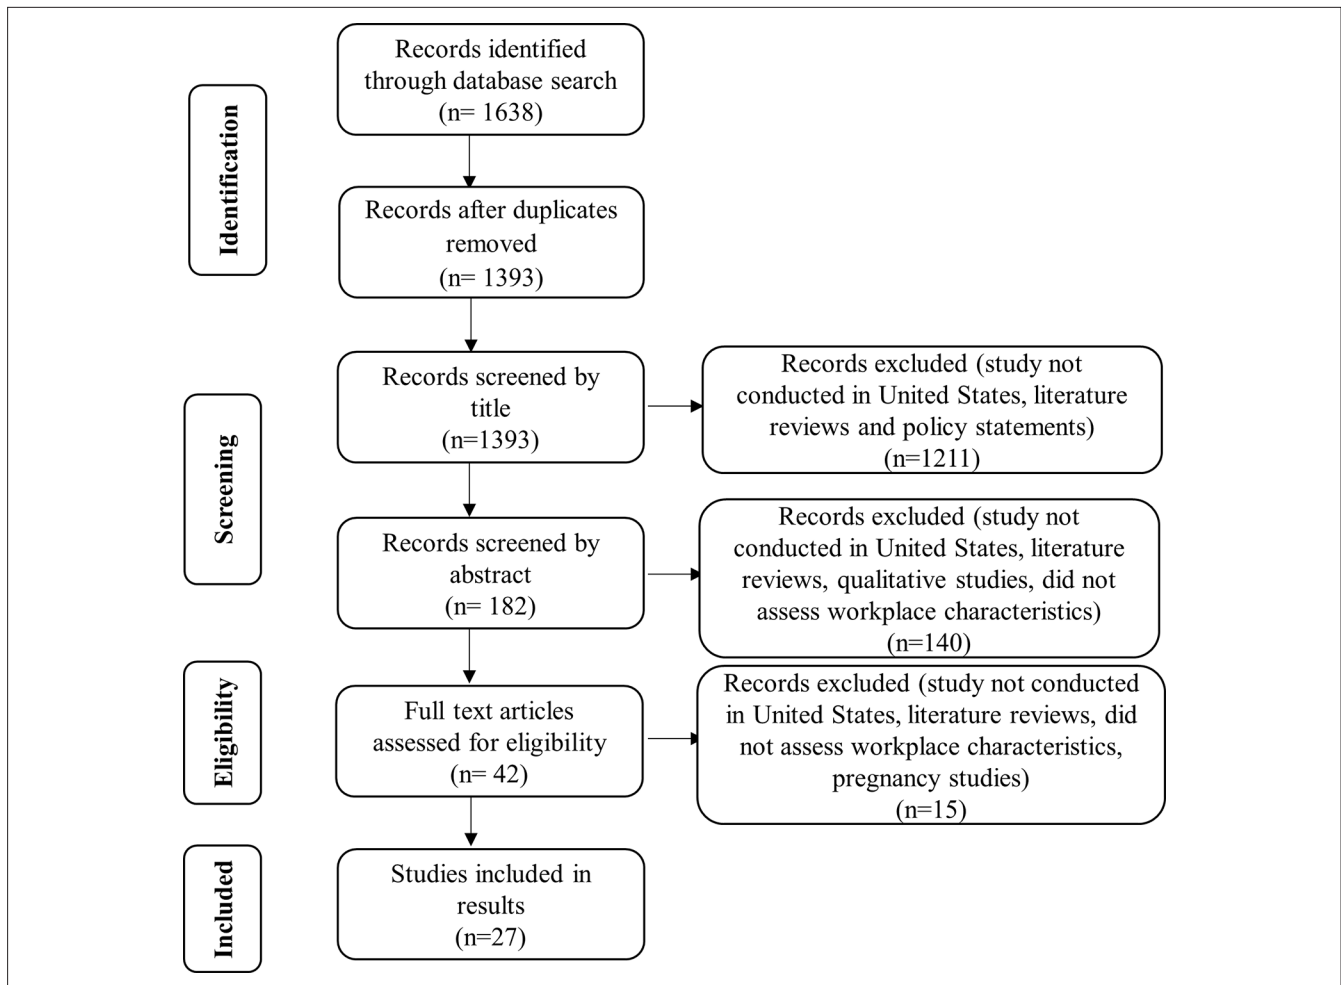 Identification
Records identified
through database search
(n= 1638)
Records after duplicates
removed
(n= 1393)
Screening
Records screened by
title
(n=1393)
Records excluded (study not
conducted in United States, literature
reviews and policy statements)
(n=1211)
Records screened by
abstract
(n= 182)
Records excluded (study not
conducted in United States, literature
reviews, qualitative studies, did not
assess workplace characteristics)
(n=140)
Eligibility
Full text articles
assessed for eligibility
(n= 42)
Records excluded (study not conducted
in United States, literature reviews, did
not assess workplace characteristics,
pregnancy studies)
(n=15)
Included
Studies included in
results
(n=27)